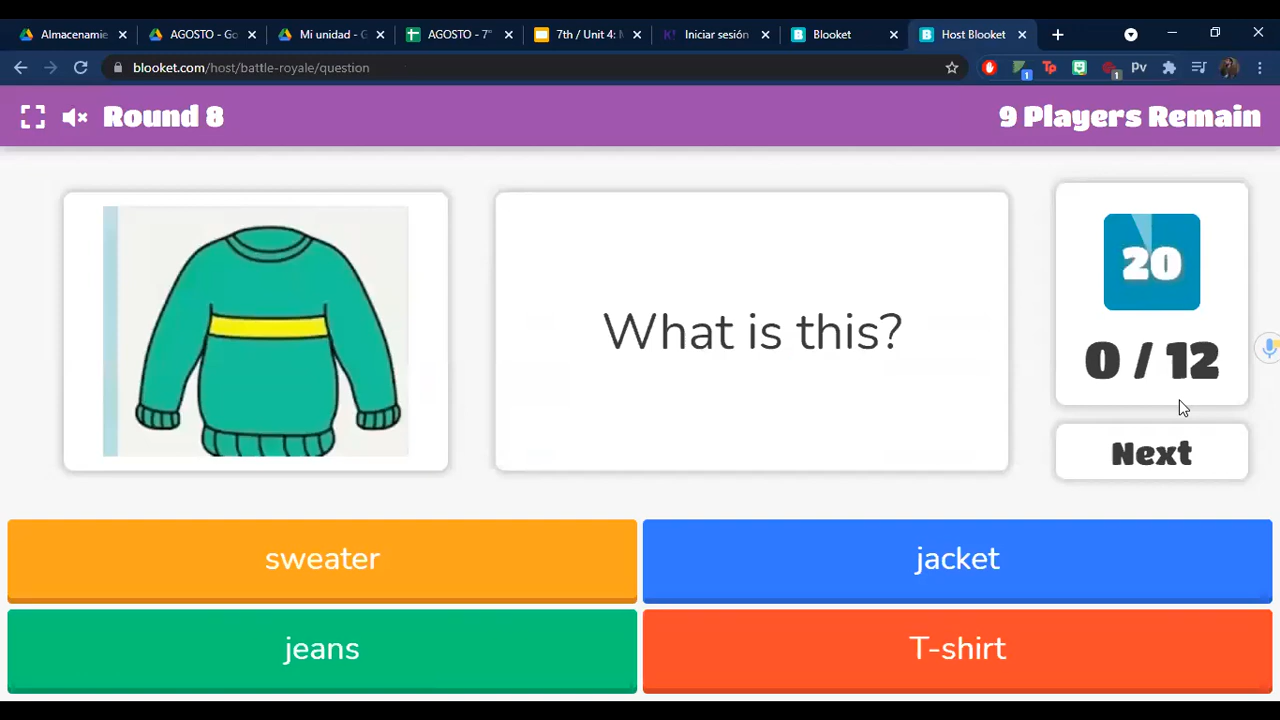 Almacenamie
AGOSTO - Go
Mi unidad - G
AGOSTO - 7°
7th / Unit 4: M
Iniciar sesión
Blooket
Host Blooket
blooket.com/host/battle-royale/question
Round 8
9 Players Remain
What is this?
20
0 / 12
Next
sweater
jacket
jeans
T-shirt